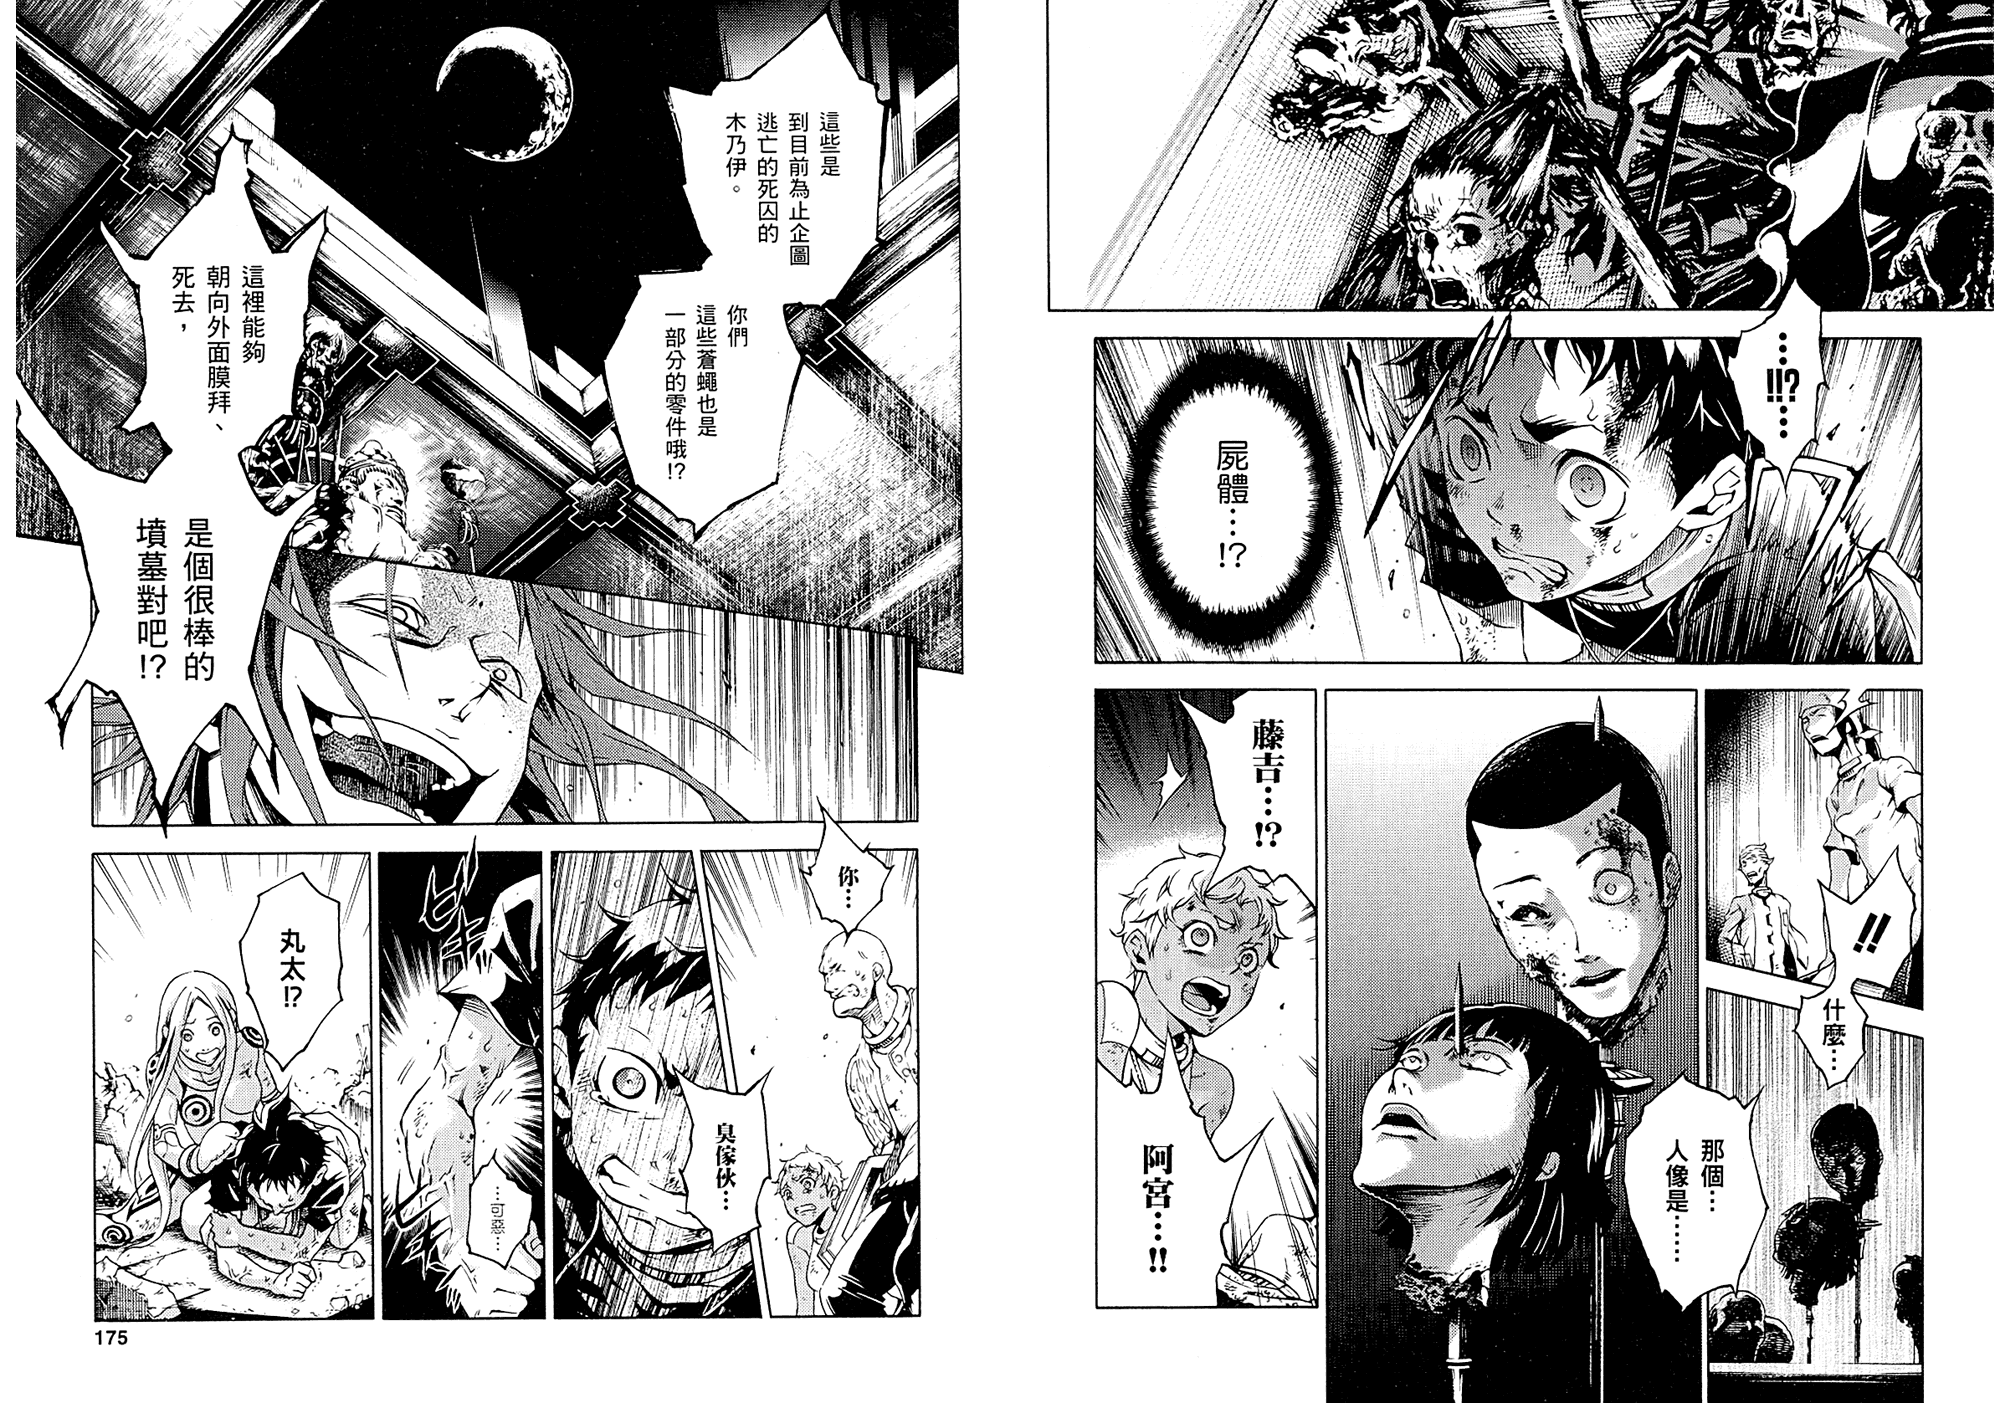 …!!?…
屍體…!?
!!
什麼…
那個…
人像是……
藤吉…!?
阿宮…!!
這些是
到目前為止企圖
逃亡的死囚的
木乃伊。
你們
這些蒼蠅也是
一部分的零件哦!?
這裡能夠
朝向外面膜拜、
死去，
是個很棒的
墳墓對吧!?
你…
臭傢伙…
…可惡…
丸太!?
175